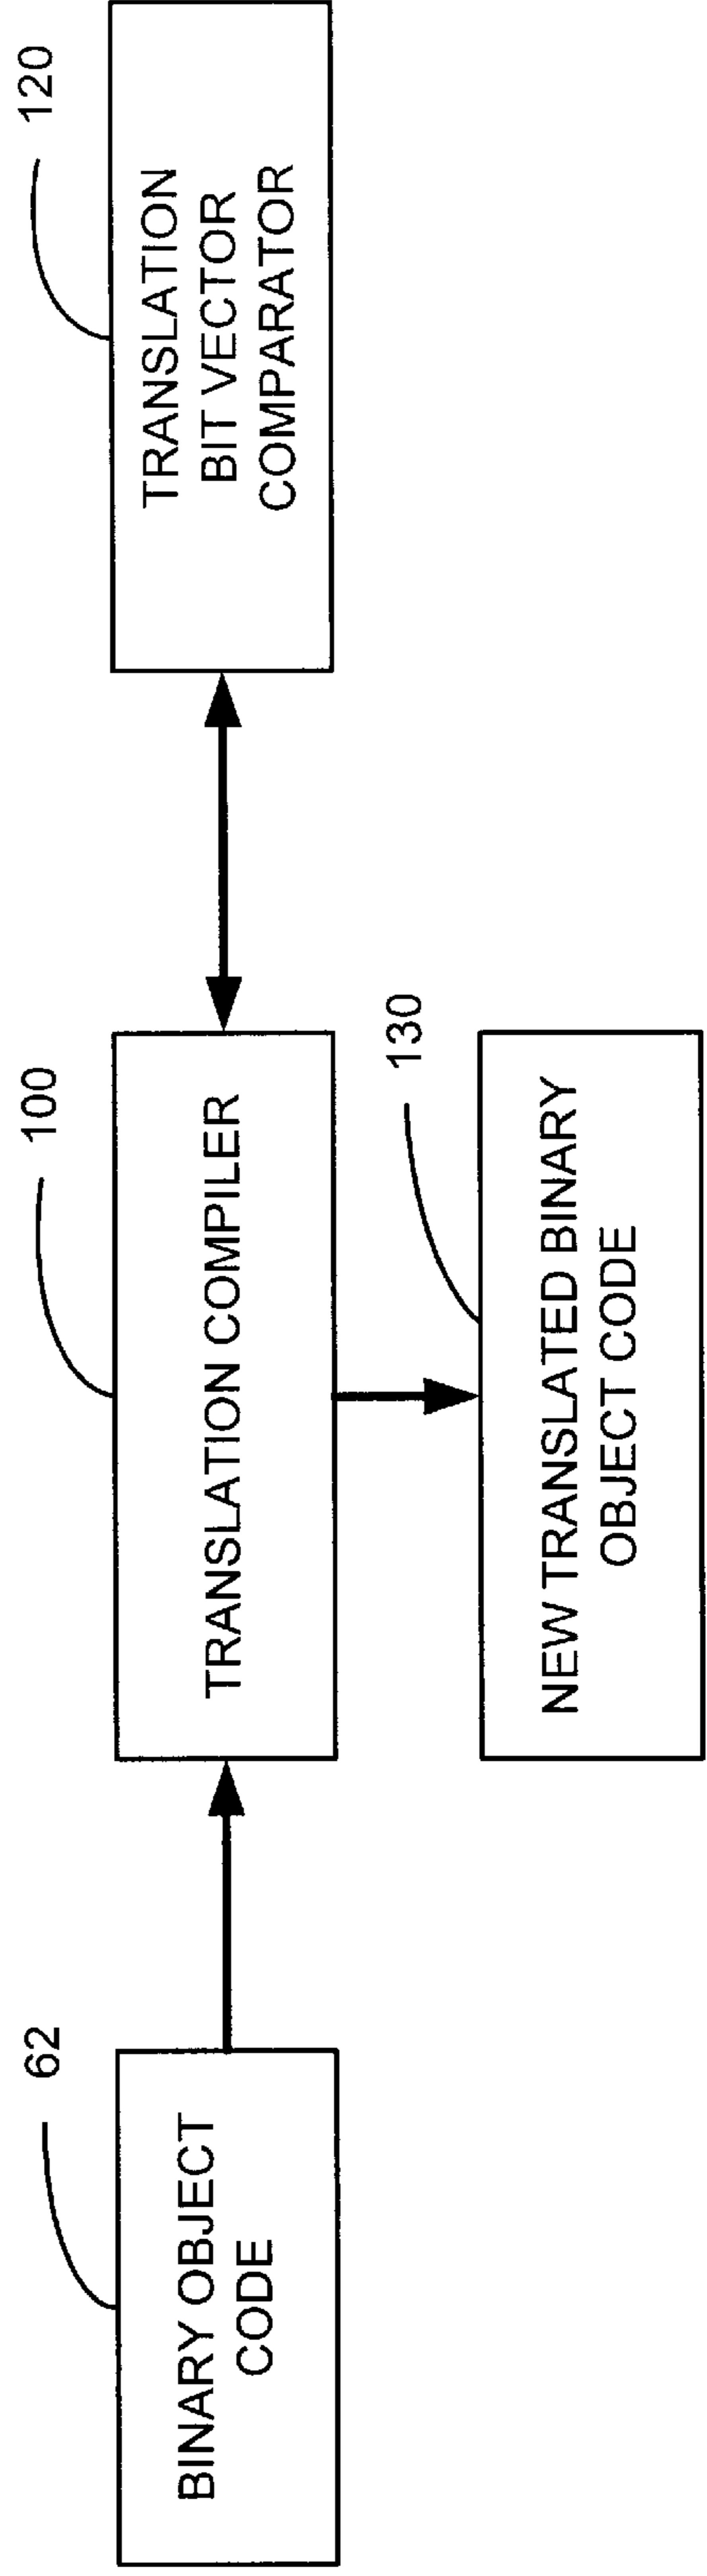 62
BINARY OBJECT
CODE
100
TRANSLATION COMPILER
120
TRANSLATION
BIT VECTOR
COMPARATOR
130
NEW TRANSLATED BINARY
OBJECT CODE